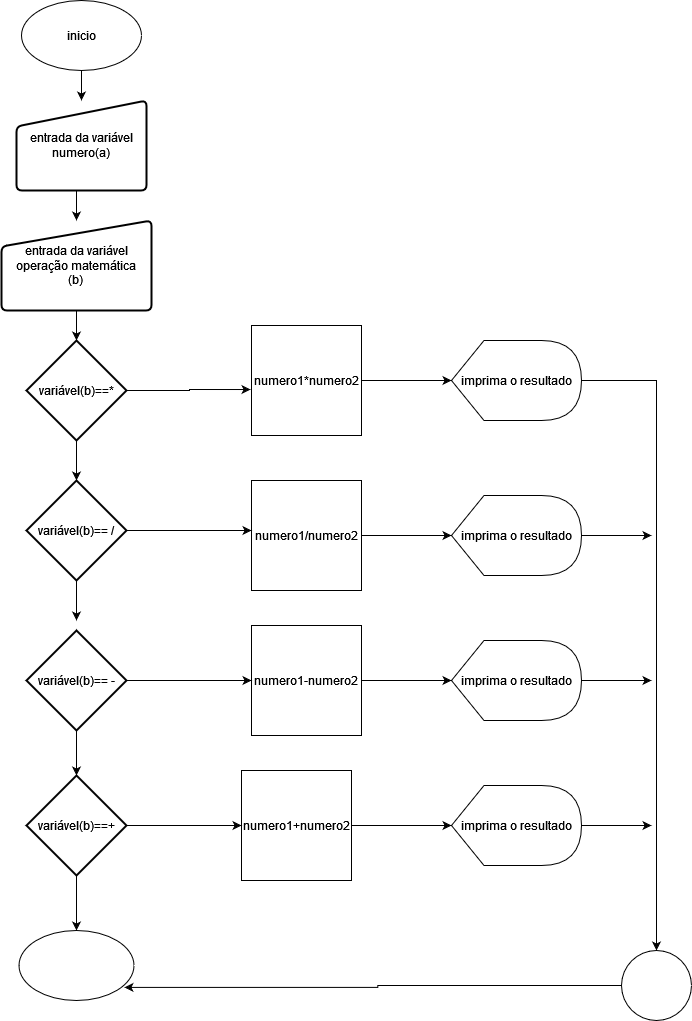 inicio
entrada da variável
numero(a)
entrada da variável
operação matemática
(b)
variável(b)==*
numero1*numero2
imprima o resultado
variável(b)== /
numero1/numero2
imprima o resultado
variável(b)== -
numero1-numero2
imprima o resultado
variável(b)==+
numero1+numero2
imprima o resultado